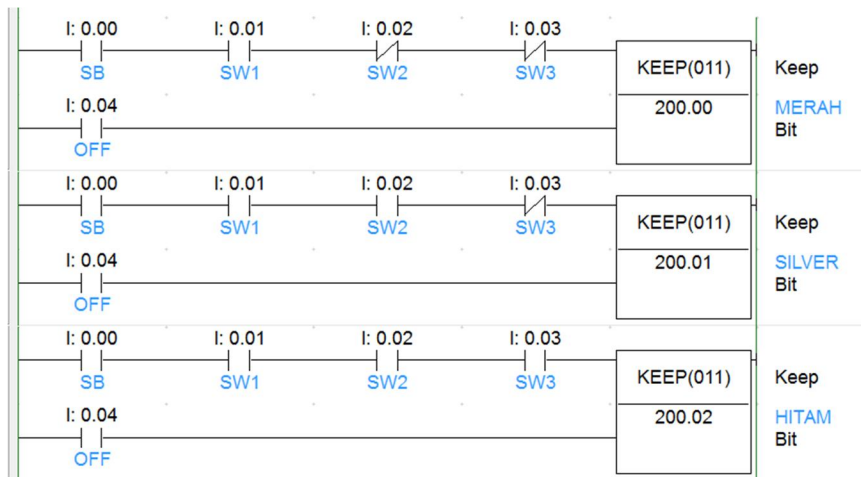 I: 0.00 I: 0.01 I: 0.02 I: 0.03
SB SW1 SW2 SW3 KEEP(011) Keep
I: 0.04 200.00 MERAH
OFF Bit
I: 0.00 I: 0.01 I: 0.02 I: 0.03
SB SW1 SW2 SW3 KEEP(011) Keep
I: 0.04 200.01 SILVER
OFF Bit
I: 0.00 I: 0.01 I: 0.02 I: 0.03
SB SW1 SW2 SW3 KEEP(011) Keep
I: 0.04 200.02 HITAM
OFF Bit